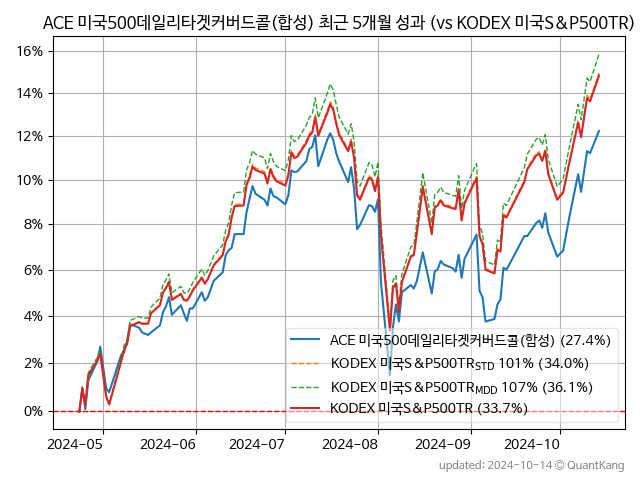 ACE 미국500데일리타겟커버드콜(합성) 최근 5개월 성과 (vs KODEX 미국S&P500TR)
16%
14%
12%
10%
8%
6%
4%
2%
0%
ACE 미국500데일리타겟커버드콜(합성) (27.4%)
KODEX 미국S&P500TR_STD 101% (34.0%)
KODEX 미국S&P500TR_MDD 107% (36.1%)
KODEX 미국S&P500TR (33.7%)
2024-05 2024-06 2024-07 2024-08 2024-09 2024-10
updated: 2024-10-14 © QuantKang